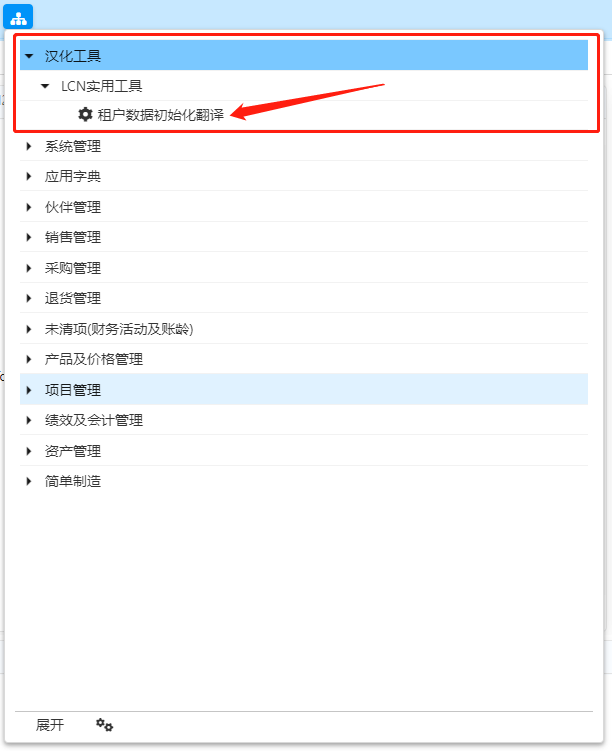 汉化工具
LCN实用工具
租户数据初始化翻译
系统管理
应用字典
伙伴管理
销售管理
采购管理
退货管理
未清项(财务活动及账龄)
产品及价格管理
项目管理
绩效及会计管理
资产管理
简单制造
展开